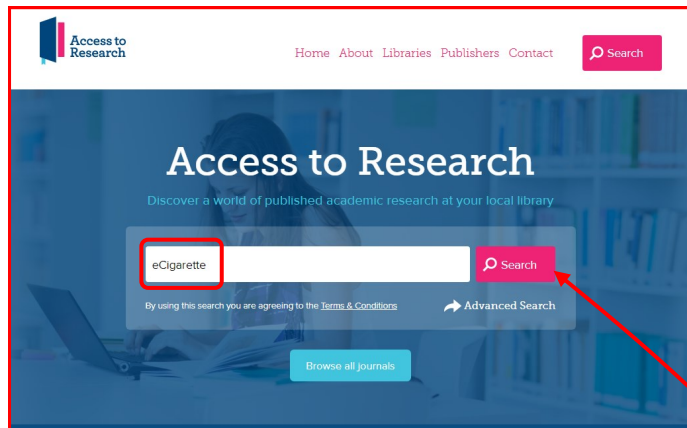 Access to
Research
Home About Libraries Publishers Contact
Search
Access to Research
Discover a world of published academic research at your local library
eCigarette
Search
By using this search you are agreeing to the Terms & Conditions
Advanced Search
Browse all journals